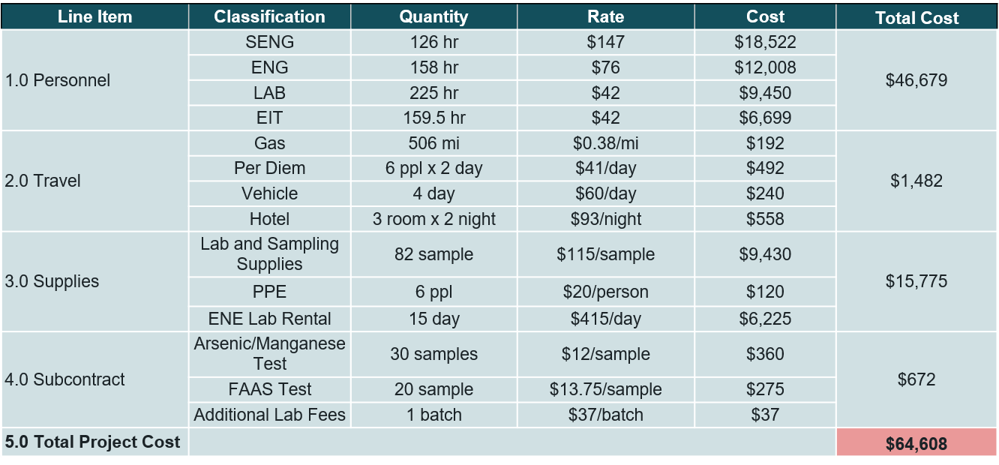 Line Item Classification Quantity Rate Cost Total Cost
1.0 Personnel SENG 126 hr $147 $18,522 $46,679
ENG 158 hr $76 $12,008
LAB 225 hr $42 $9,450
EIT 159.5 hr $42 $6,699
2.0 Travel Gas 506 mi $0.38/mi $192 $1,482
Per Diem 6 ppl x 2 day $41/day $492
Vehicle 4 day $60/day $240
Hotel 3 room x 2 night $93/night $558
3.0 Supplies Lab and Sampling
Supplies 82 sample $115/sample $9,430 $15,775
PPE 6 ppl $20/person $120
ENE Lab Rental 15 day $415/day $6,225
4.0 Subcontract Arsenic/Manganese
Test 30 samples $12/sample $360 $672
FAAS Test 20 sample $13.75/sample $275
Additional Lab Fees 1 batch $37/batch $37
5.0 Total Project Cost $64,608